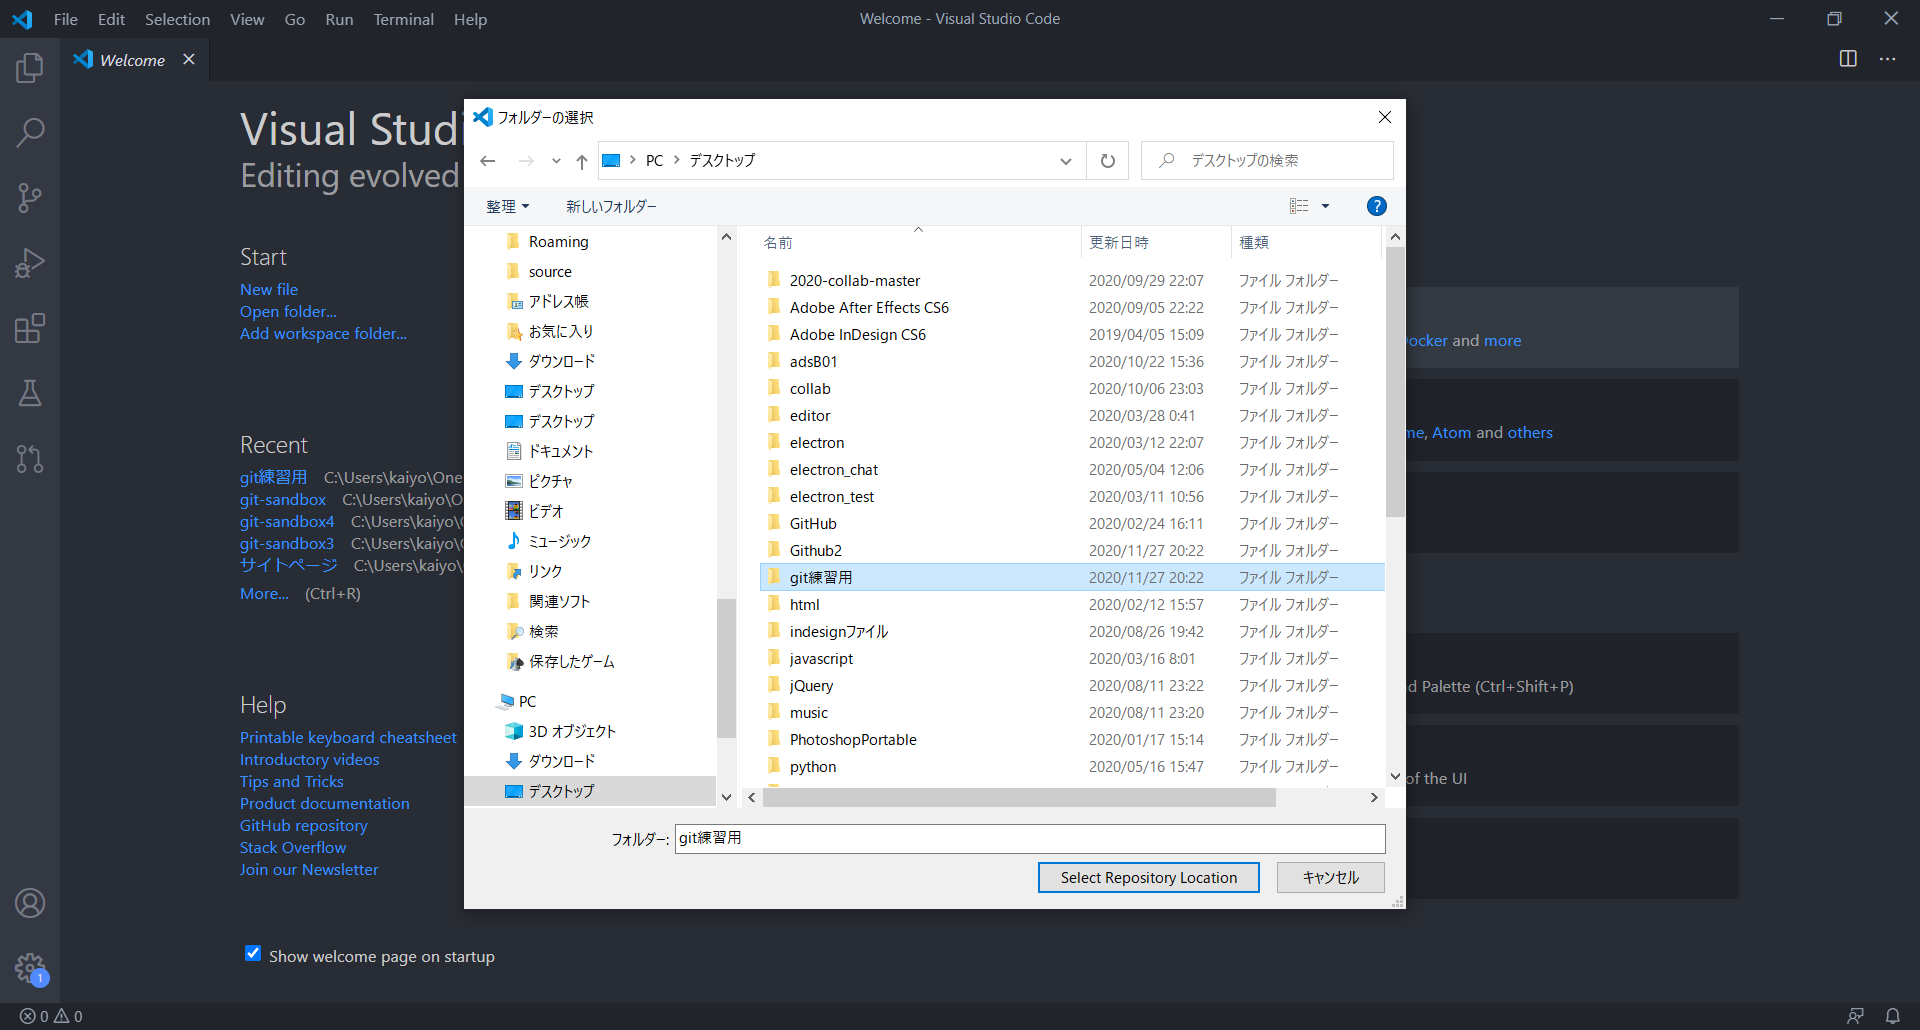 File Edit Selection View Go Run Terminal Help
Welcome - Visual Studio Code
Welcome
Visual Studi
Editing evolved
Start
New file
Open folder...
Add workspace folder...
Recent
git練習用 C:\Users\kaiyo\One
git-sandbox C:\Users\kaiyo\O
git-sandbox4 C:\Users\kaiyo\
git-sandbox3 C:\Users\kaiyo\
サイトページ C:\Users\kaiyo\
More... (Ctrl+R)
Help
Printable keyboard cheatsheet
Introductory videos
Tips and Tricks
Product documentation
GitHub repository
Stack Overflow
Join our Newsletter
Show welcome page on startup
フォルダーの選択
PC デスクトップ
デスクトップの検索
整理 新しいフォルダー
Roaming
source
アドレス帳
お気に入り
ダウンロード
デスクトップ
デスクトップ
ドキュメント
ピクチャ
ビデオ
ミュージック
リンク
関連ソフト
検索
保存したゲーム
PC
3D オブジェクト
ダウンロード
デスクトップ
名前 更新日時 種類
2020-collab-master 2020/09/29 22:07 ファイル フォルダー
Adobe After Effects CS6 2020/09/05 22:22 ファイル フォルダー
Adobe InDesign CS6 2019/04/05 15:09 ファイル フォルダー
adsB01 2020/10/22 15:36 ファイル フォルダー
collab 2020/10/06 23:03 ファイル フォルダー
editor 2020/03/28 0:41 ファイル フォルダー
electron 2020/03/12 22:07 ファイル フォルダー
electron_chat 2020/05/04 12:06 ファイル フォルダー
electron_test 2020/03/11 10:56 ファイル フォルダー
GitHub 2020/02/24 16:11 ファイル フォルダー
Github2 2020/11/27 20:22 ファイル フォルダー
git練習用 2020/11/27 20:22 ファイル フォルダー
html 2020/02/12 15:57 ファイル フォルダー
indesignファイル 2020/08/26 19:42 ファイル フォルダー
javascript 2020/03/16 8:01 ファイル フォルダー
jQuery 2020/08/11 23:22 ファイル フォルダー
music 2020/08/11 23:20 ファイル フォルダー
PhotoshopPortable 2020/01/17 15:14 ファイル フォルダー
python 2020/05/16 15:47 ファイル フォルダー
フォルダー: git練習用
Select Repository Location キャンセル
ocker and more
me, Atom and others
d Palette (Ctrl+Shift+P)
of the UI
1
0 0